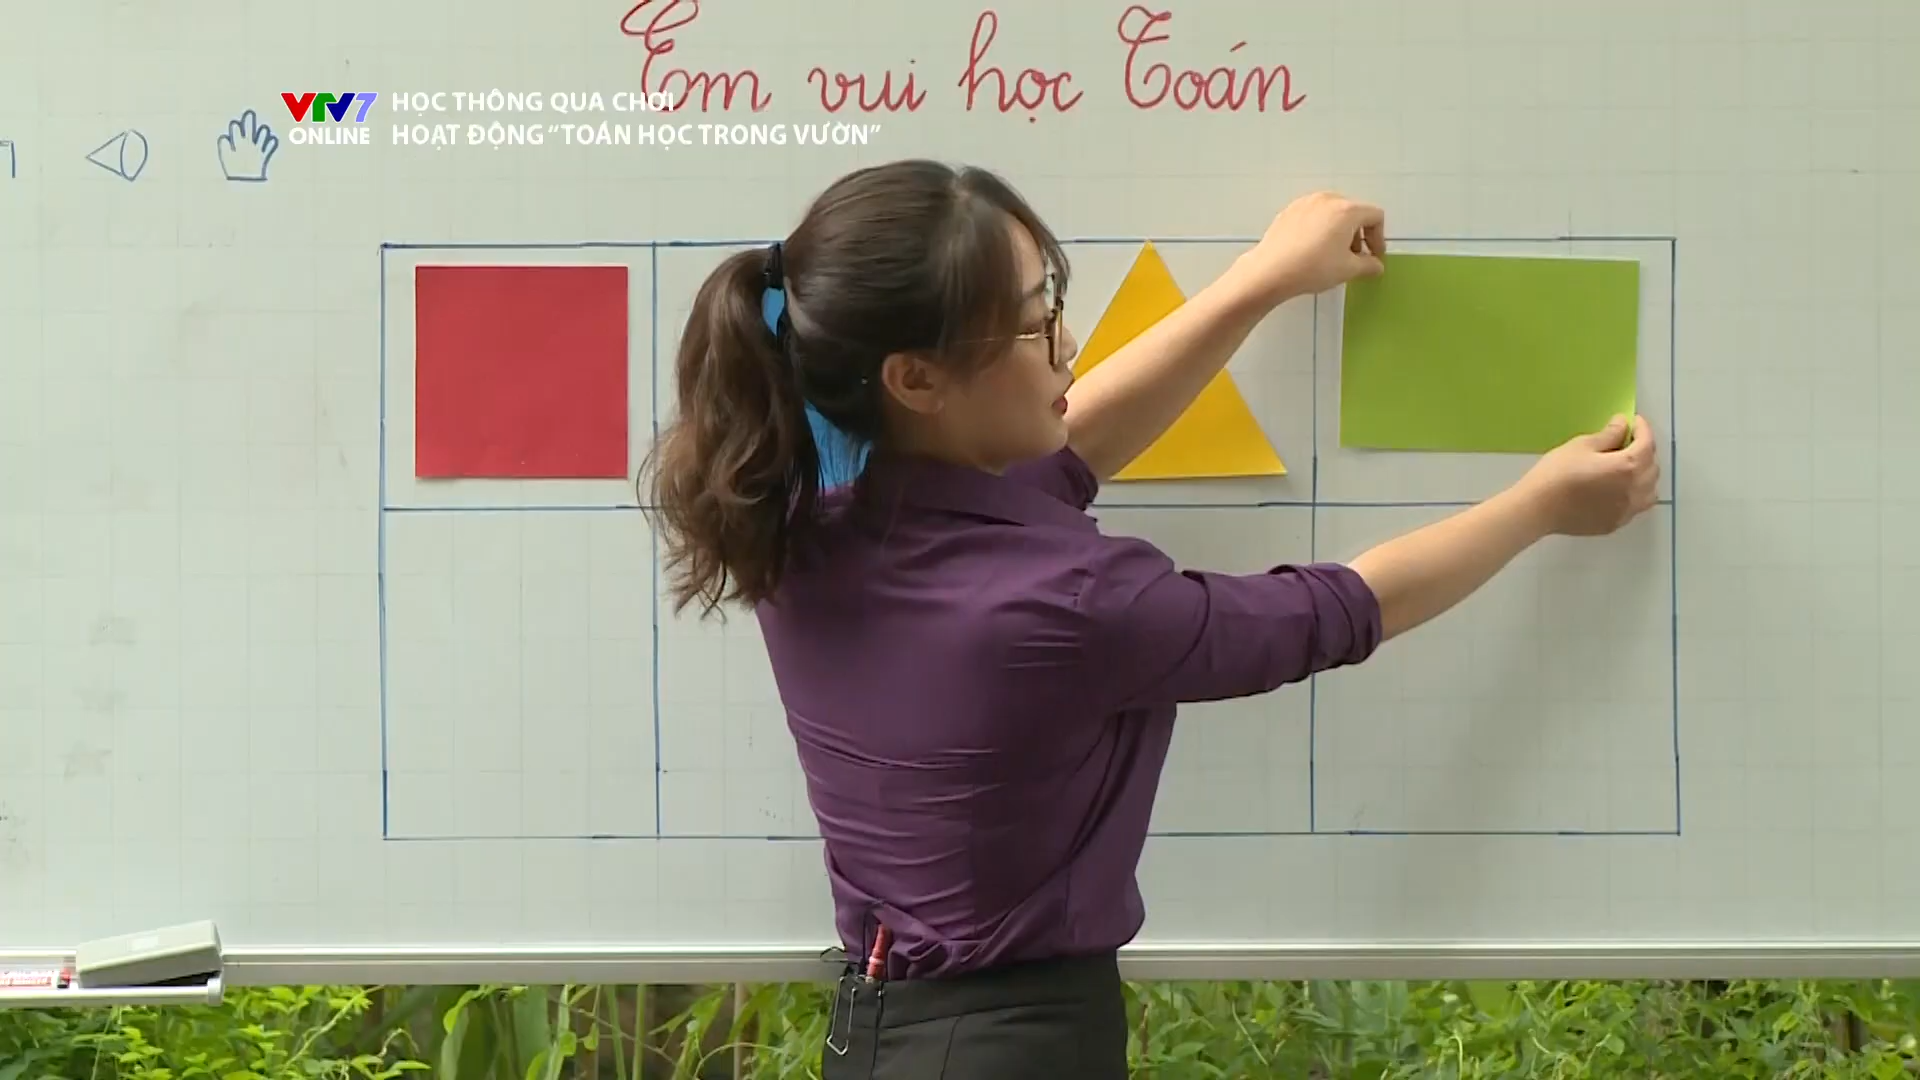 Em vui học Toán
VTV7 HỌC THÔNG QUA CHƠI
ONLINE HOẠT ĐỘNG “TOÁN HỌC TRONG VƯỜN”